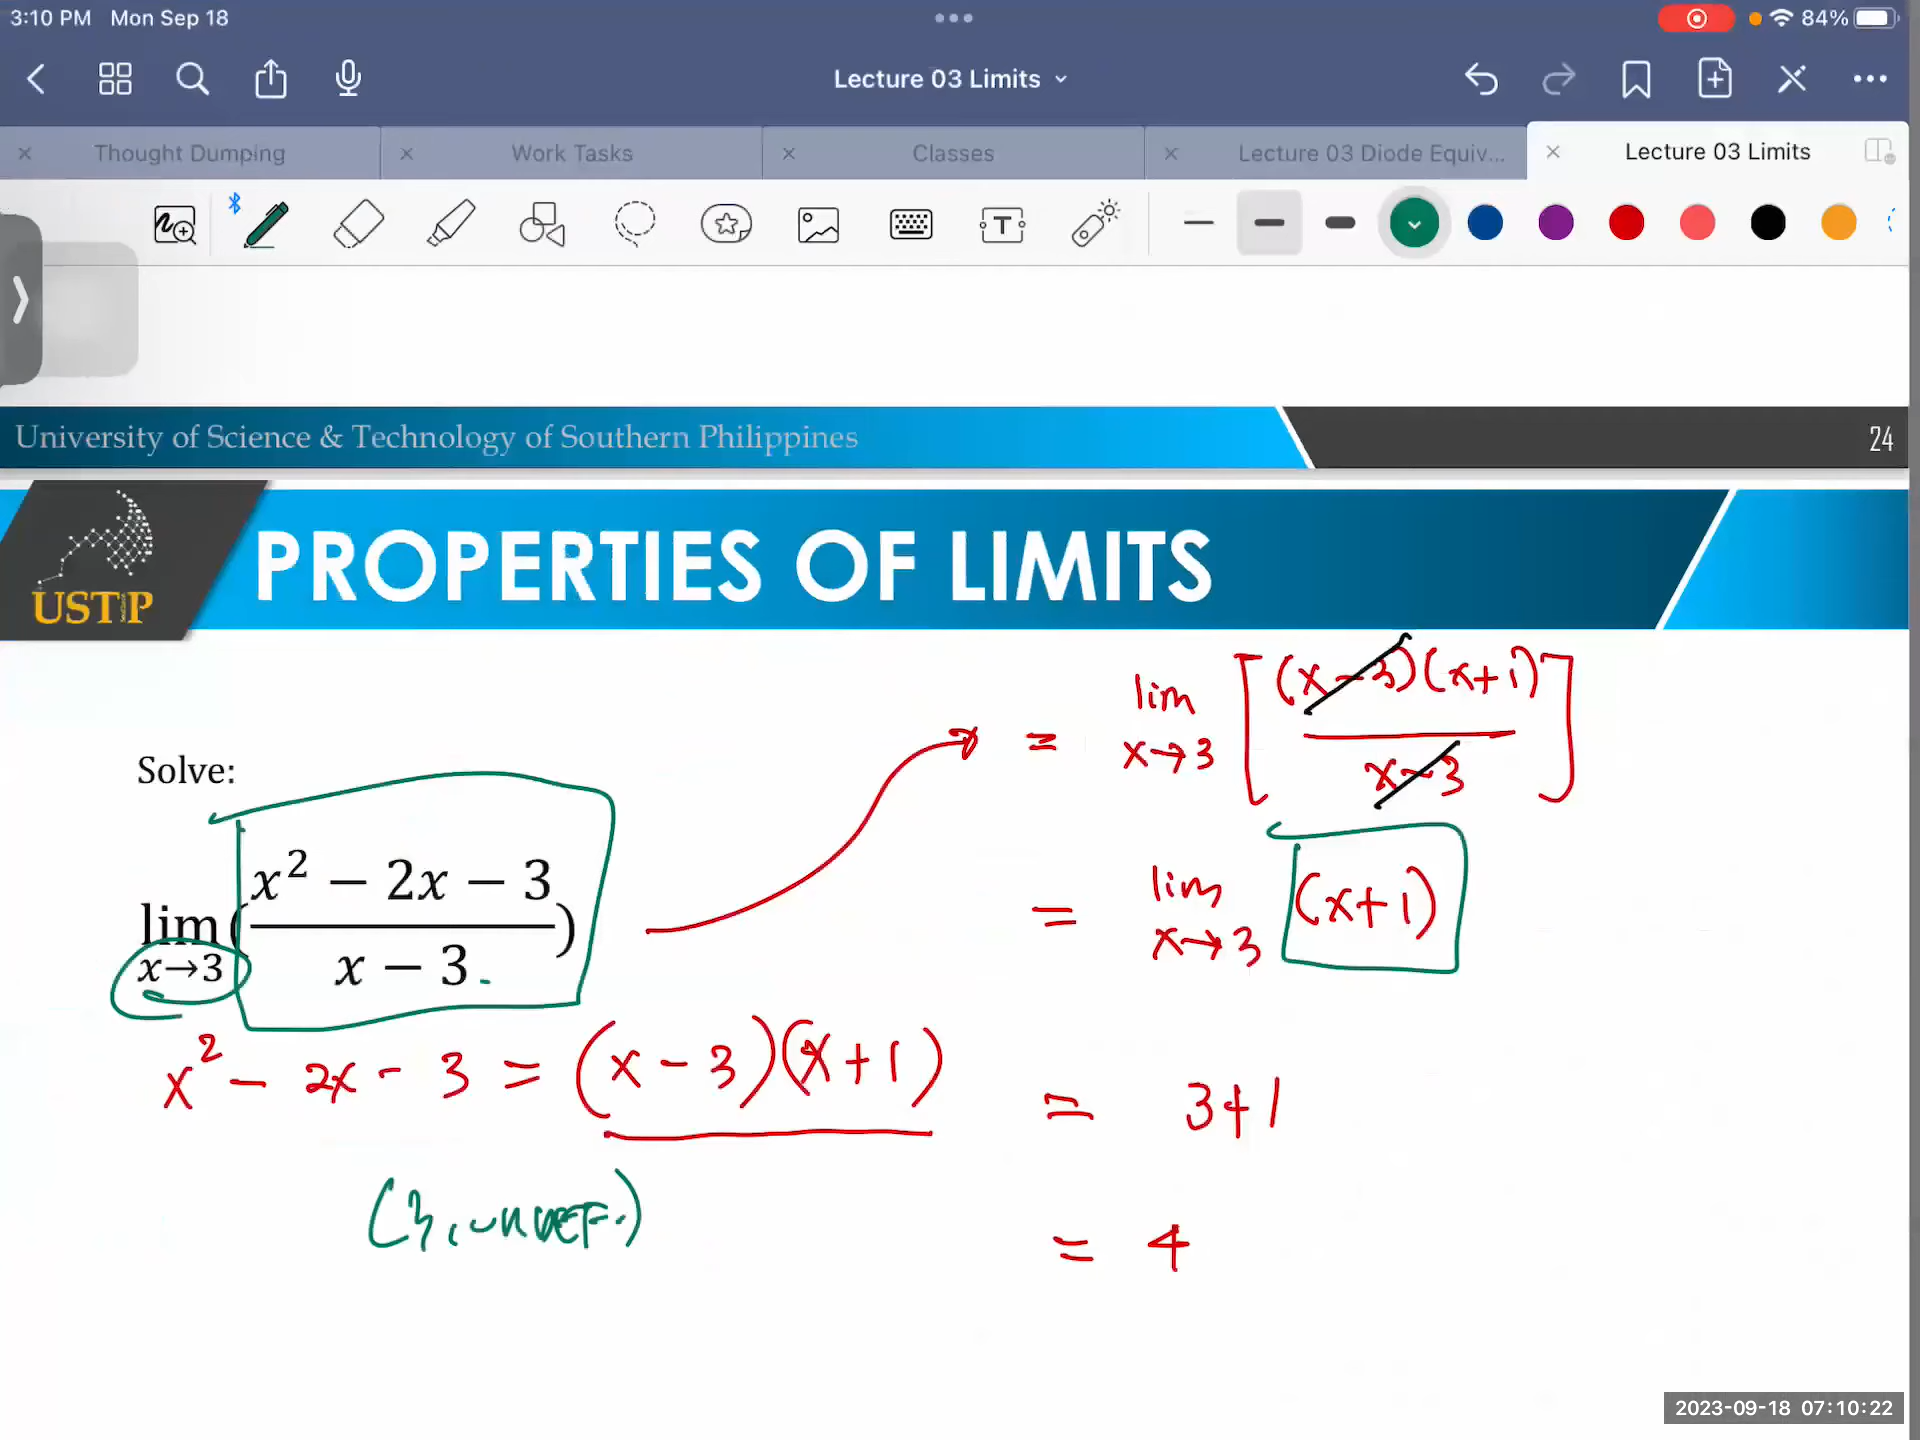 3:10 PM Mon Sep 18
84%
Lecture 03 Limits
Thought Dumping
Work Tasks
Classes
Lecture 03 Diode Equiv...
Lecture 03 Limits
T
University of Science & Technology of Southern Philippines
24
USTP
PROPERTIES OF LIMITS
Solve:
lim x→3 (x² − 2x − 3 / x − 3)
x² − 2x − 3 = (x − 3)(x + 1)
(3, UNDEF.)
= lim x→3 [(x−3)(x+1) / x−3]
= lim x→3 (x+1)
= 3+1
= 4
2023-09-18 07:10:22